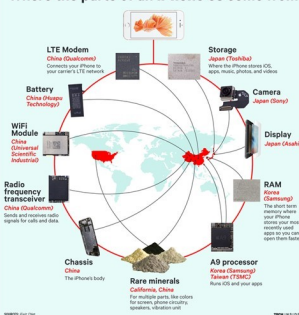 LTE Modem
China (Qualcomm)
Connects your iPhone to
your carrier's LTE network
Storage
Japan (Toshiba)
Where the iPhone stores iOS,
apps, music, photos, and videos
Battery
China (Huapu
Technology)
Camera
Japan (Sony)
WiFi
Module
China
(Universal
Scientific
Industrial)
Display
Japan (Asahi
Radio
frequency
transceiver
China (Qualcomm)
Sends and receives radio
signals for calls and data.
RAM
Korea
(Samsung)
The short term
memory where
your iPhone
stores your most
recently used
apps so you can
open them faster
Chassis
China
The iPhone's body
Rare minerals
California, China
For multiple parts, like colors
for screen, phone circuitry,
speakers, vibration unit
A9 processor
Korea (Samsung)
Taiwan (TSMC)
Runs iOS and your apps